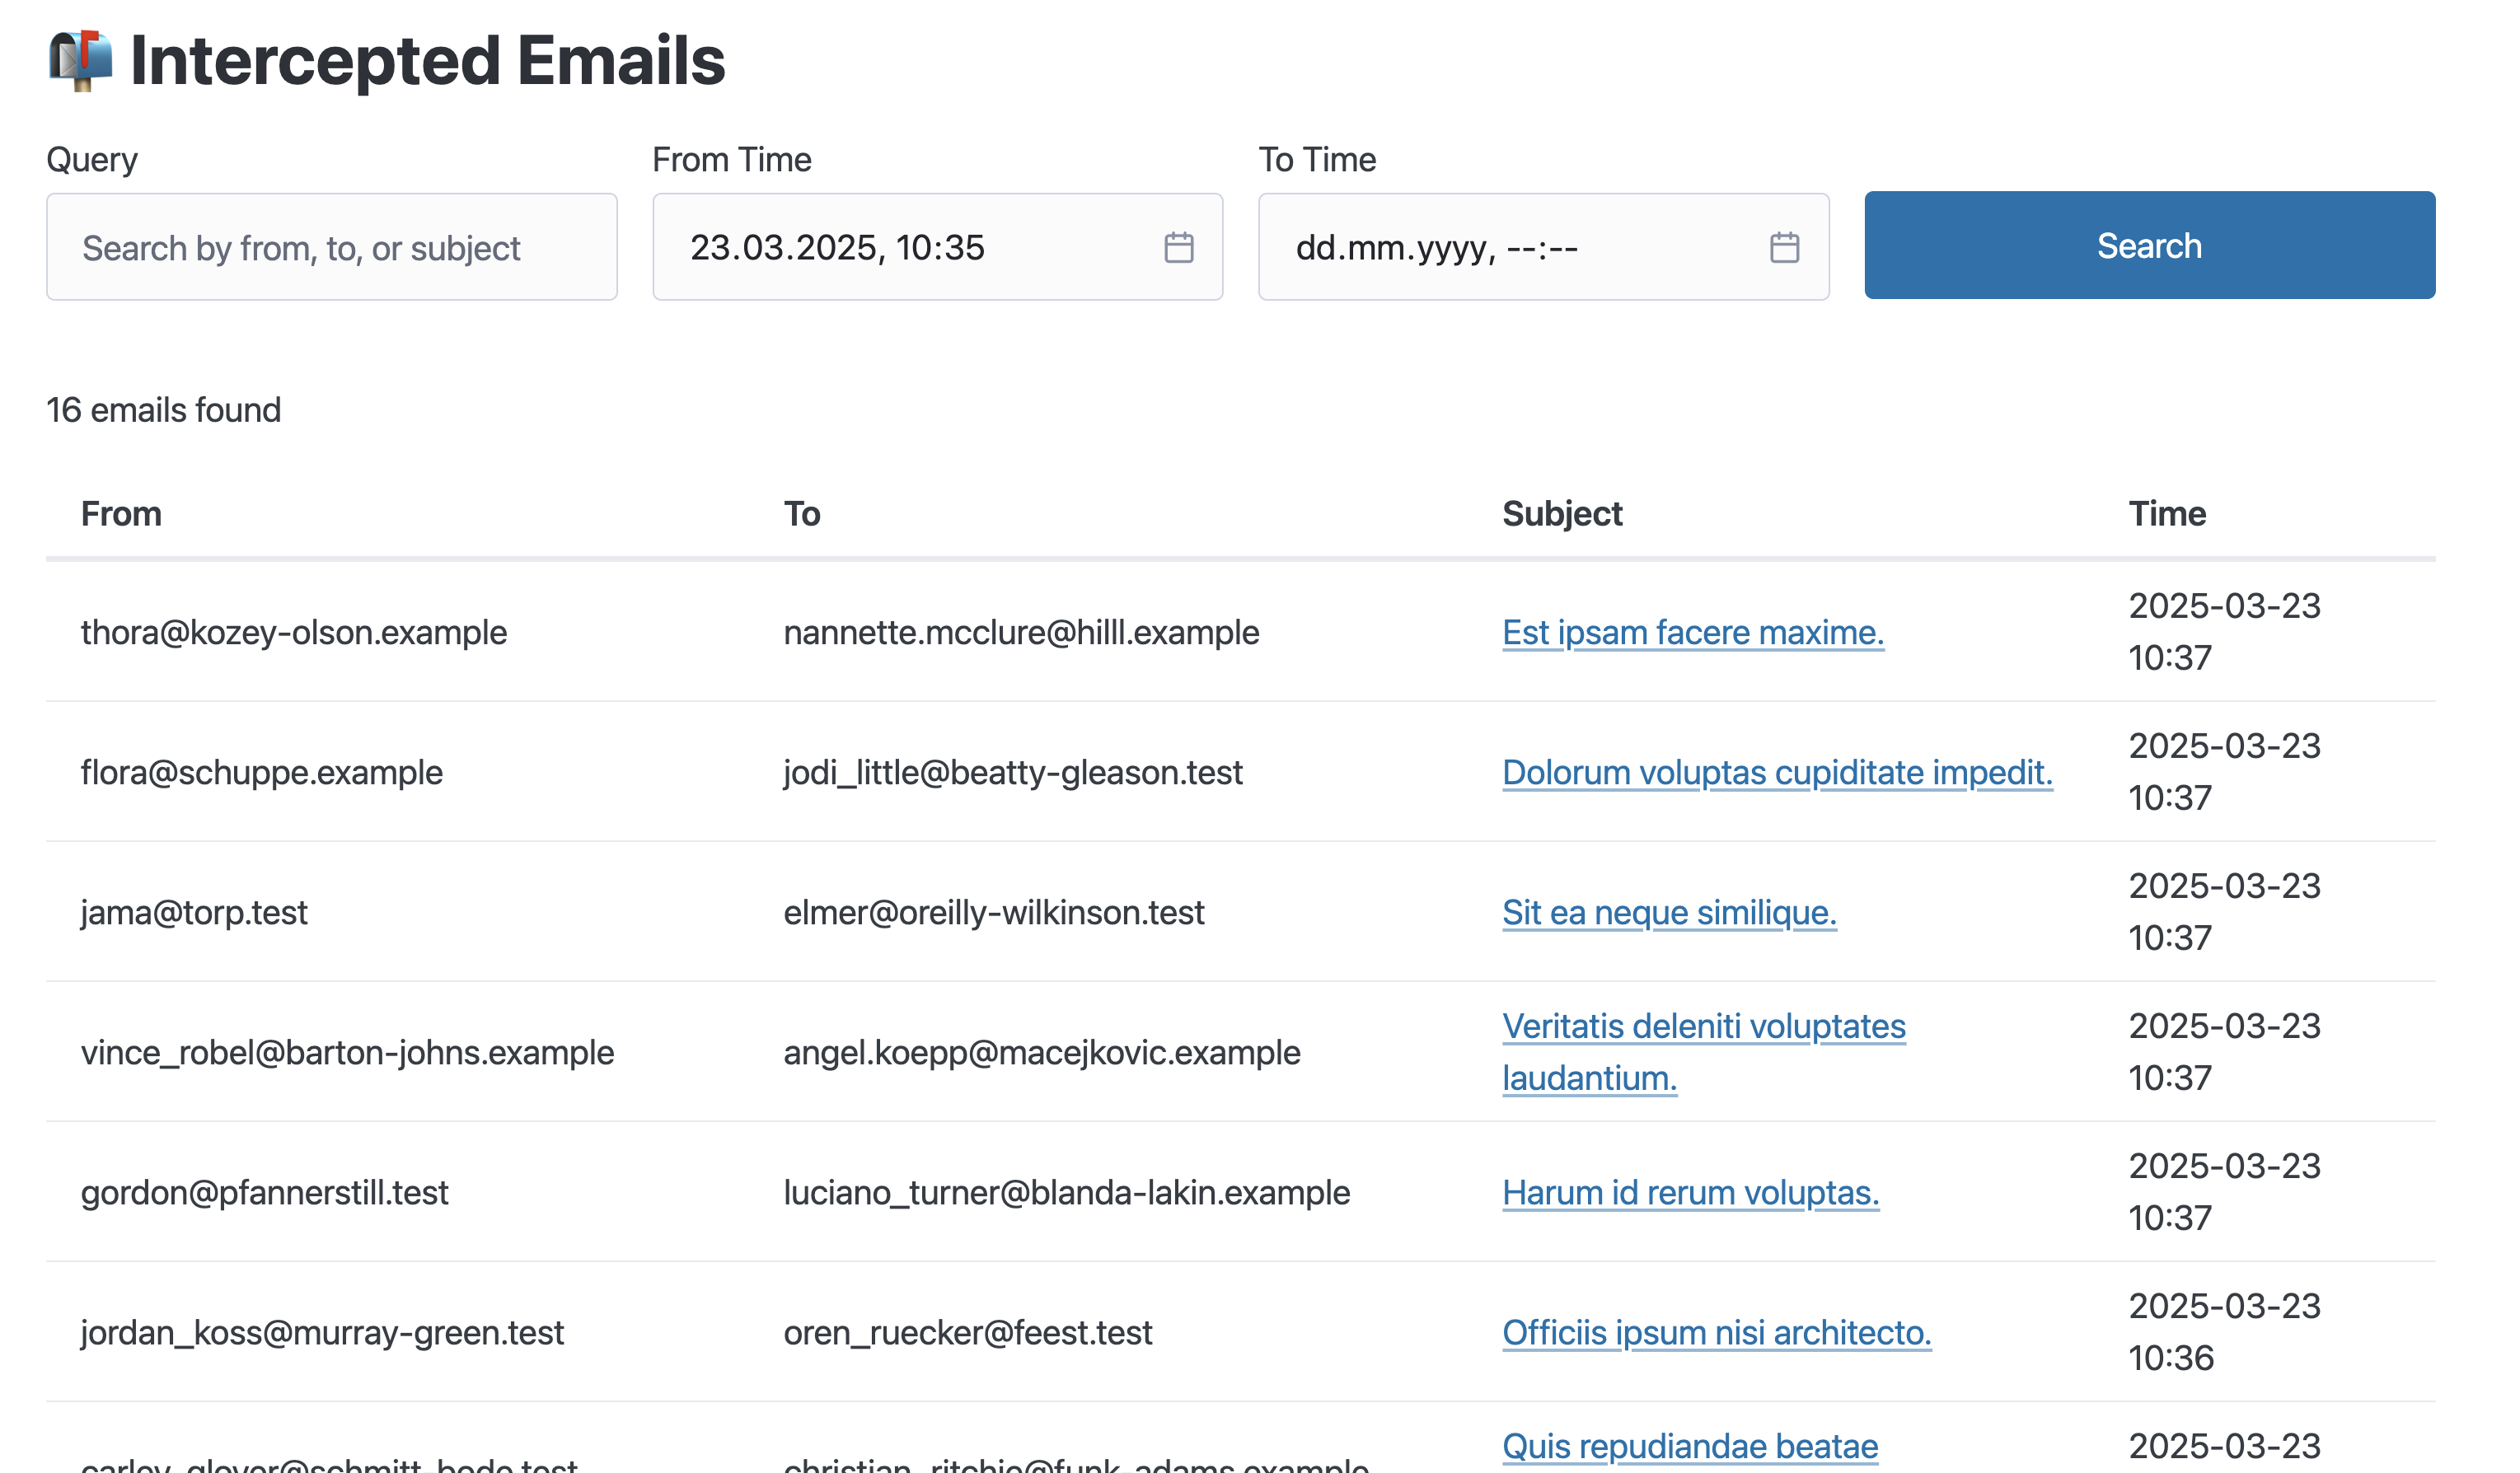 Intercepted Emails
Query
From Time
To Time
Search by from, to, or subject
23.03.2025, 10:35
dd.mm.yyyy, --:--
Search
16 emails found
From
To
Subject
Time
thora@kozey-olson.example
nannette.mcclure@hilll.example
Est ipsam facere maxime.
2025-03-23
10:37
flora@schuppe.example
jodi_little@beatty-gleason.test
Dolorum voluptas cupiditate impedit.
2025-03-23
10:37
jama@torp.test
elmer@oreilly-wilkinson.test
Sit ea neque similique.
2025-03-23
10:37
vince_robel@barton-johns.example
angel.koepp@macejkovic.example
Veritatis deleniti voluptates
laudantium.
2025-03-23
10:37
gordon@pfannerstill.test
luciano_turner@blanda-lakin.example
Harum id rerum voluptas.
2025-03-23
10:37
jordan_koss@murray-green.test
oren_ruecker@feest.test
Officiis ipsum nisi architecto.
2025-03-23
10:36
christian_ritchie@funk-adams.example
Quis repudiandae beatae
2025-03-23